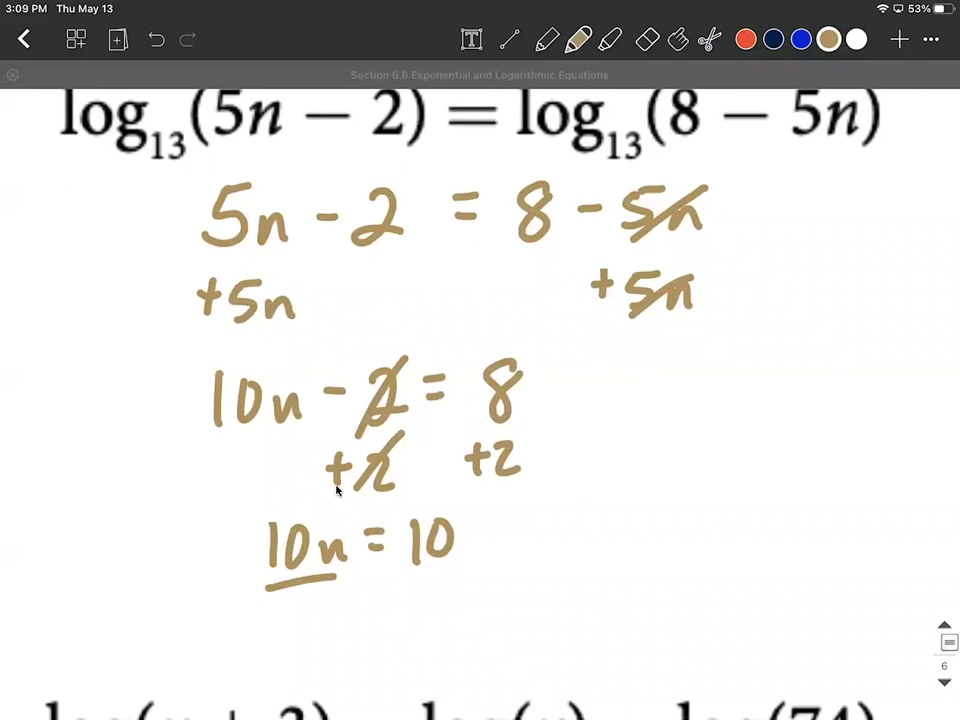 3:09 PM Thu May 13
53%
Section 6.6 Exponential and Logarithmic Equations
log₁₃(5n − 2) = log₁₃(8 − 5n)
5n - 2 = 8 - 5n
+5n +5n
10n - 2 = 8
+2 +2
10n = 10
6